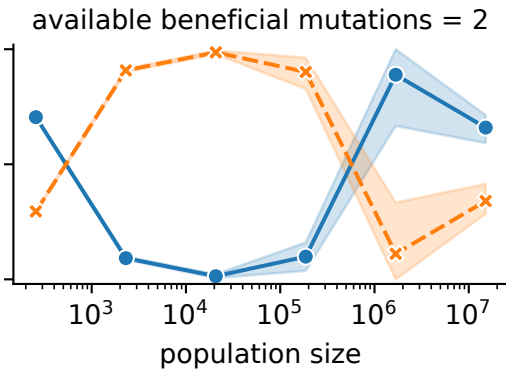 available beneficial mutations = 2
10³ 10⁴ 10⁵ 10⁶ 10⁷
population size